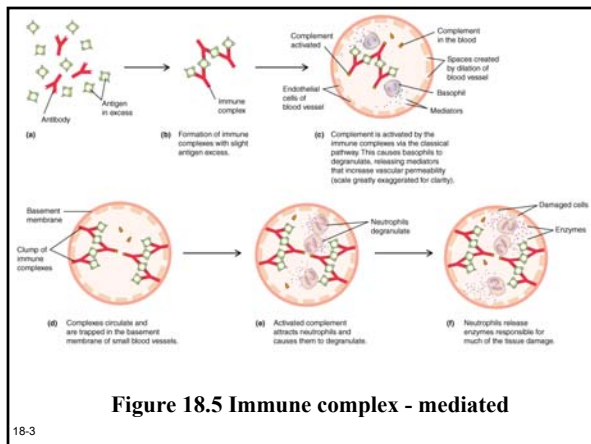 Antibody
Antigen
in excess
(a)
Immune
complex
(b) Formation of immune
complexes with slight
antigen excess.
Complement
activated
Endothelial
cells of
blood vessel
Complement
in the blood
Spaces created
by dilation of
blood vessel
Basophil
Mediators
(c) Complement is activated by the
immune complexes via the classical
pathway. This causes basophils to
degranulate, releasing mediators
that increase vascular permeability
(scale greatly exaggerated for clarity).
Basement
membrane
Clump of
immune
complexes
(d) Complexes circulate and
are trapped in the basement
membrane of small blood vessels.
Neutrophils
degranulate
(e) Activated complement
attracts neutrophils and
causes them to degranulate.
Damaged cells
Enzymes
(f) Neutrophils release
enzymes responsible for
much of the tissue damage.
Figure 18.5 Immune complex - mediated
18-3